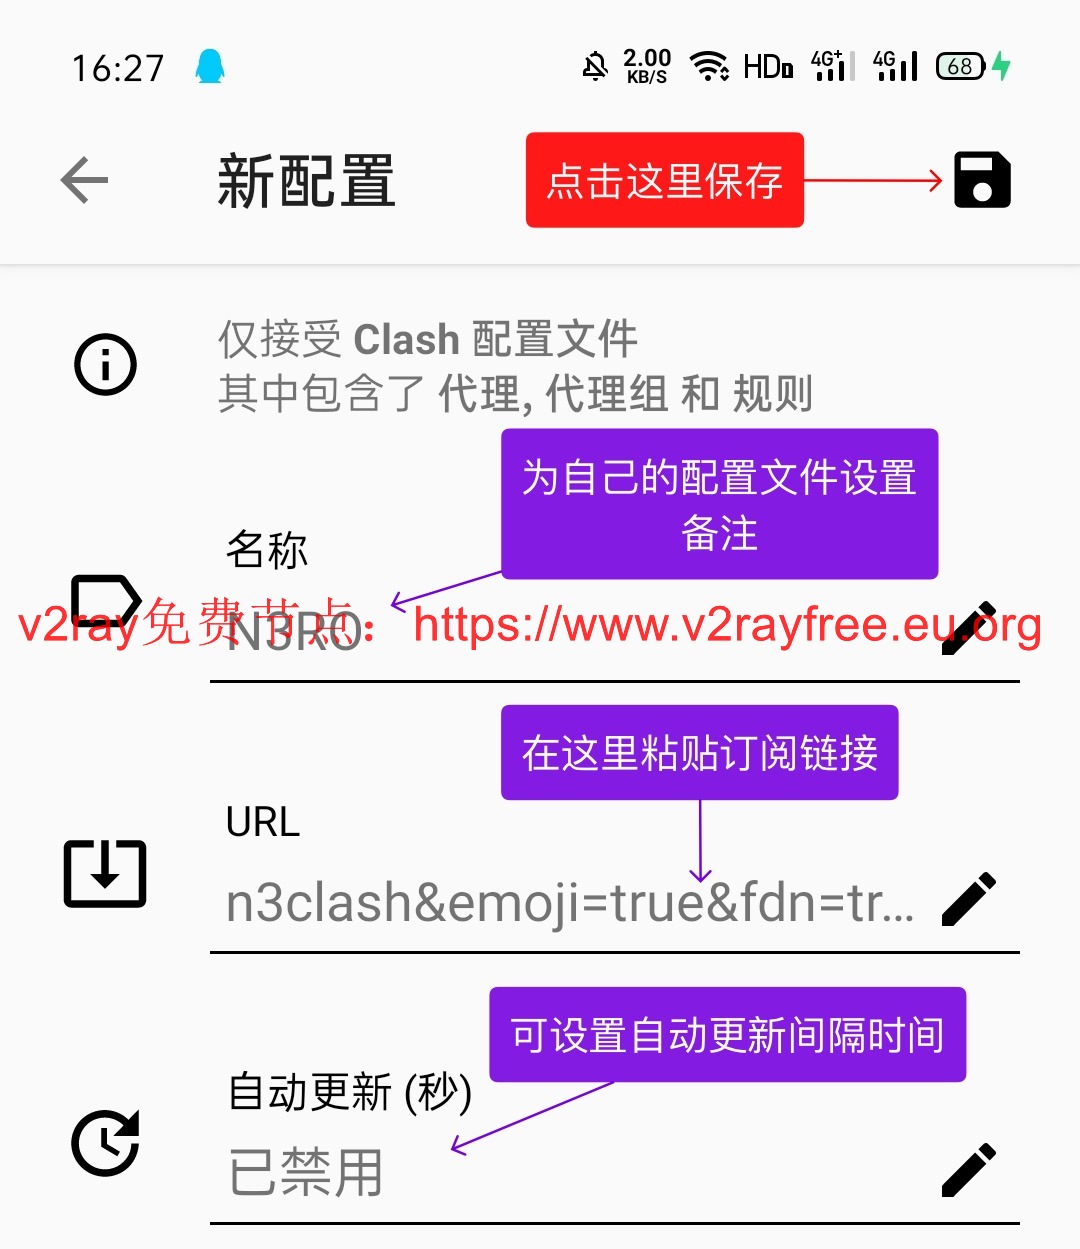 16:27
2.00
KB/S
HD
4G+
4G
68
新配置
点击这里保存
仅接受 Clash 配置文件
其中包含了 代理, 代理组 和 规则
为自己的配置文件设置
备注
名称
N3RO
v2ray免费节点：https://www.v2rayfree.eu.org
在这里粘贴订阅链接
URL
n3clash&emoji=true&fdn=tr...
可设置自动更新间隔时间
自动更新 (秒)
已禁用